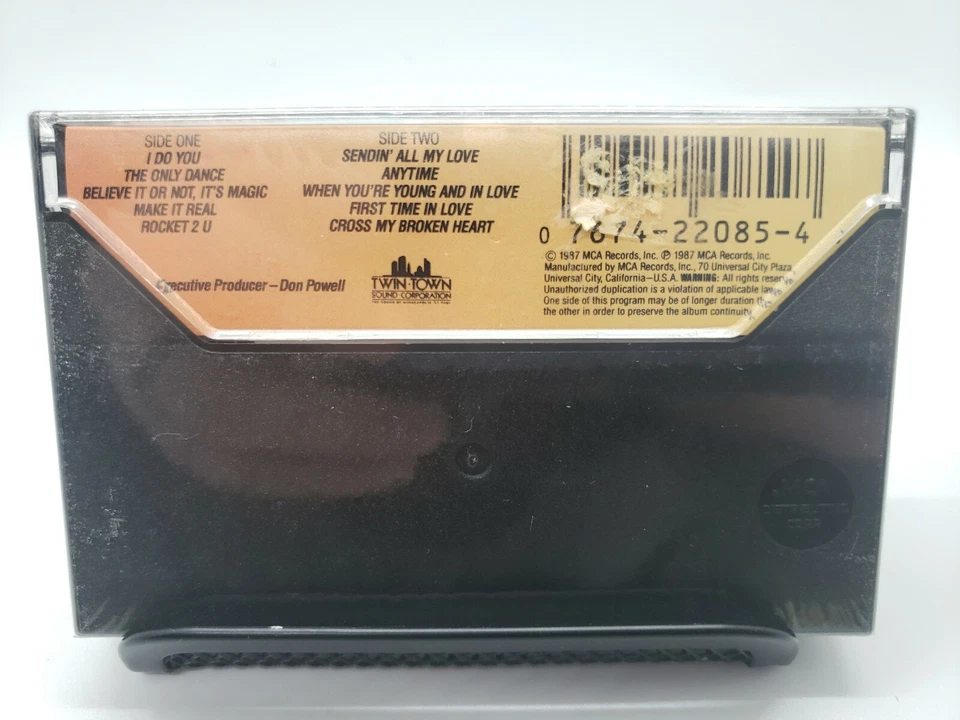 SIDE ONE
I DO YOU
THE ONLY DANCE
BELIEVE IT OR NOT, IT'S MAGIC
MAKE IT REAL
ROCKET 2 U
SIDE TWO
SENDIN' ALL MY LOVE
ANYTIME
WHEN YOU'RE YOUNG AND IN LOVE
FIRST TIME IN LOVE
CROSS MY BROKEN HEART
Executive Producer – Don Powell
TWIN·TOWN
SOUND CORPORATION
0 7674-22085-4
© 1987 MCA Records, Inc. ℗ 1987 MCA Records, Inc.
Manufactured by MCA Records, Inc., 70 Universal City Plaza,
Universal City, California – U.S.A. WARNING: All rights
Unauthorized duplication is a violation of applicable
One side of this program may be of longer duration
the other in order to preserve the album continuity.